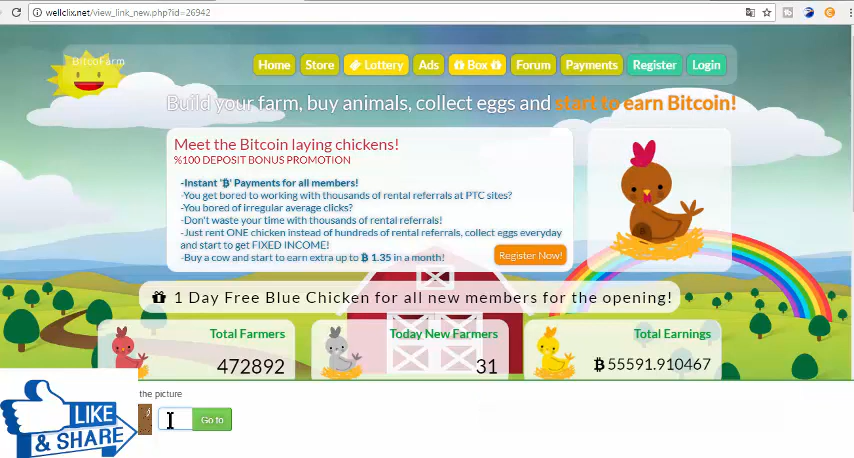 wellclix.net/view_link_new.php?id=26942
BitcoFarm
Home Store Lottery Ads Box Forum Payments Register Login
Build your farm, buy animals, collect eggs and start to earn Bitcoin!
Meet the Bitcoin laying chickens!
%100 DEPOSIT BONUS PROMOTION
-Instant '₿' Payments for all members!
-You get bored to working with thousands of rental referrals at PTC sites?
-You bored of irregular average clicks?
-Don't waste your time with thousands of rental referrals!
-Just rent ONE chicken instead of hundreds of rental referrals, collect eggs everyday
and start to get FIXED INCOME!
-Buy a cow and start to earn extra up to ₿ 1.35 in a month!
Register Now!
1 Day Free Blue Chicken for all new members for the opening!
Total Farmers
472892
Today New Farmers
31
Total Earnings
₿ 55591.910467
the picture
Go to
LIKE
& SHARE